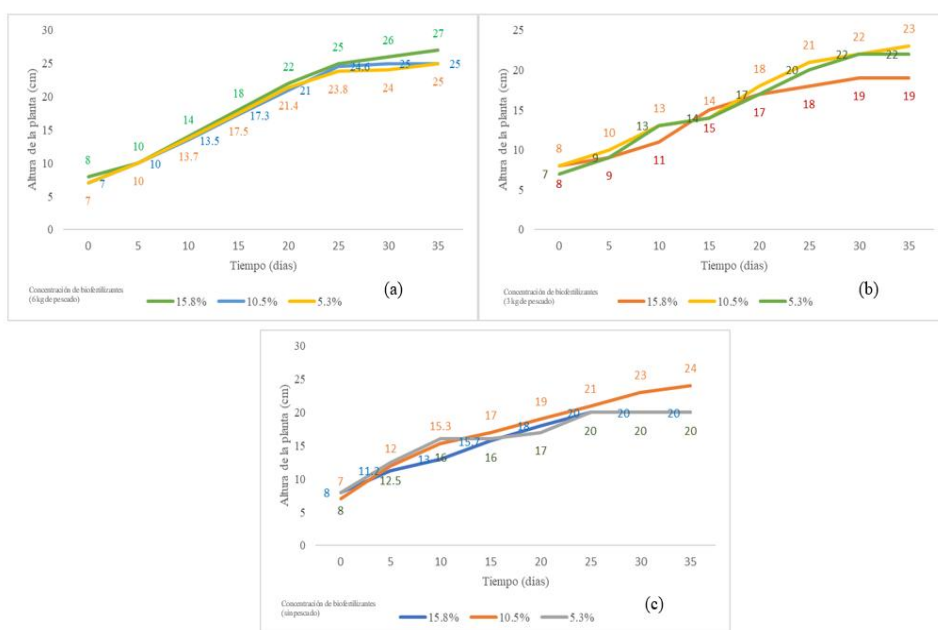 30
25
20
15
10
5
0
Altura de la planta (cm)
8 10 14 18 22 25 26 27
7 10 13.5 17.3 21 24.6 25 25
7 10 13.7 17.5 21.4 23.8 24 25
0 5 10 15 20 25 30 35
Tiempo (días)
Concentración de biofertilizantes
(6 kg de pescado)
15.8% 10.5% 5.3%
(a)
25
20
15
10
5
0
Altura de la planta (cm)
8 10 13 14 18 21 22 23
7 9 13 14 17 20 22 22
8 9 11 15 17 18 19 19
0 5 10 15 20 25 30 35
Tiempo (días)
Concentración de biofertilizantes
(3 kg de pescado)
15.8% 10.5% 5.3%
(b)
30
25
20
15
10
5
0
Altura de la planta (cm)
7 12 15.3 17 19 21 23 24
8 11.2 13 15.7 18 20 20 20
8 12.5 16 16 17 20 20 20
0 5 10 15 20 25 30 35
Tiempo (días)
Concentración de biofertilizantes
(sin pescado)
15.8% 10.5% 5.3%
(c)